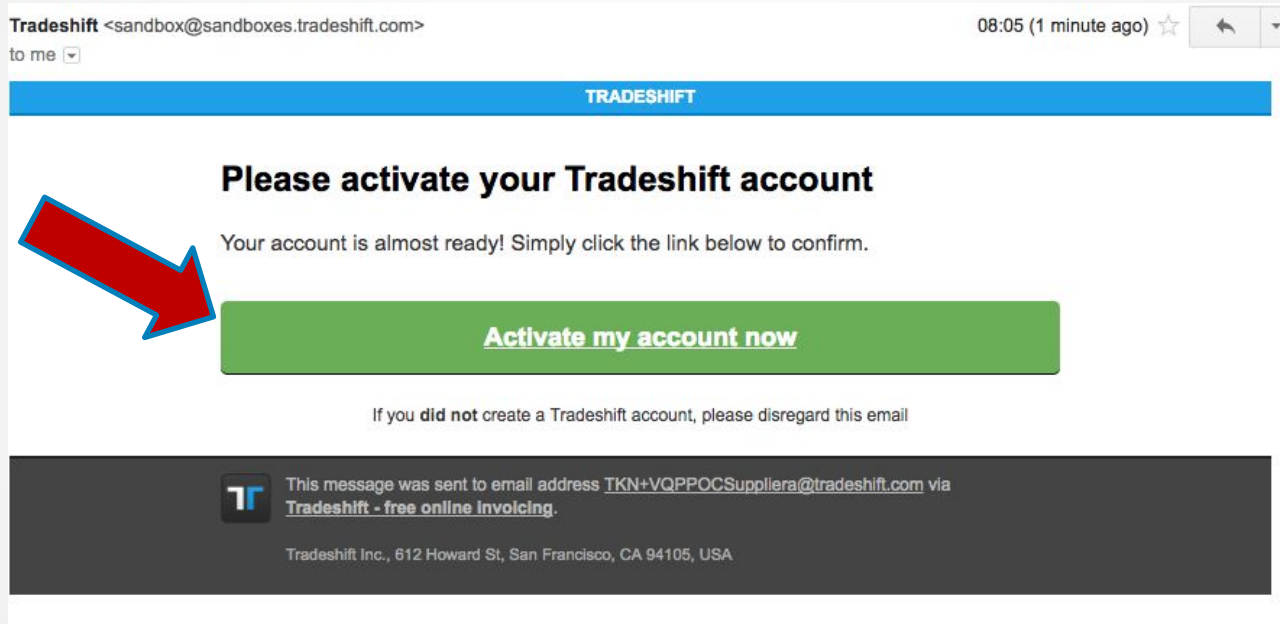 Tradeshift <sandbox@sandboxes.tradeshift.com> 08:05 (1 minute ago)
to me
TRADESHIFT
Please activate your Tradeshift account
Your account is almost ready! Simply click the link below to confirm.
Activate my account now
If you did not create a Tradeshift account, please disregard this email
This message was sent to email address TKN+VQPPOCSuppliera@tradeshift.com via
Tradeshift - free online invoicing.
Tradeshift Inc., 612 Howard St, San Francisco, CA 94105, USA